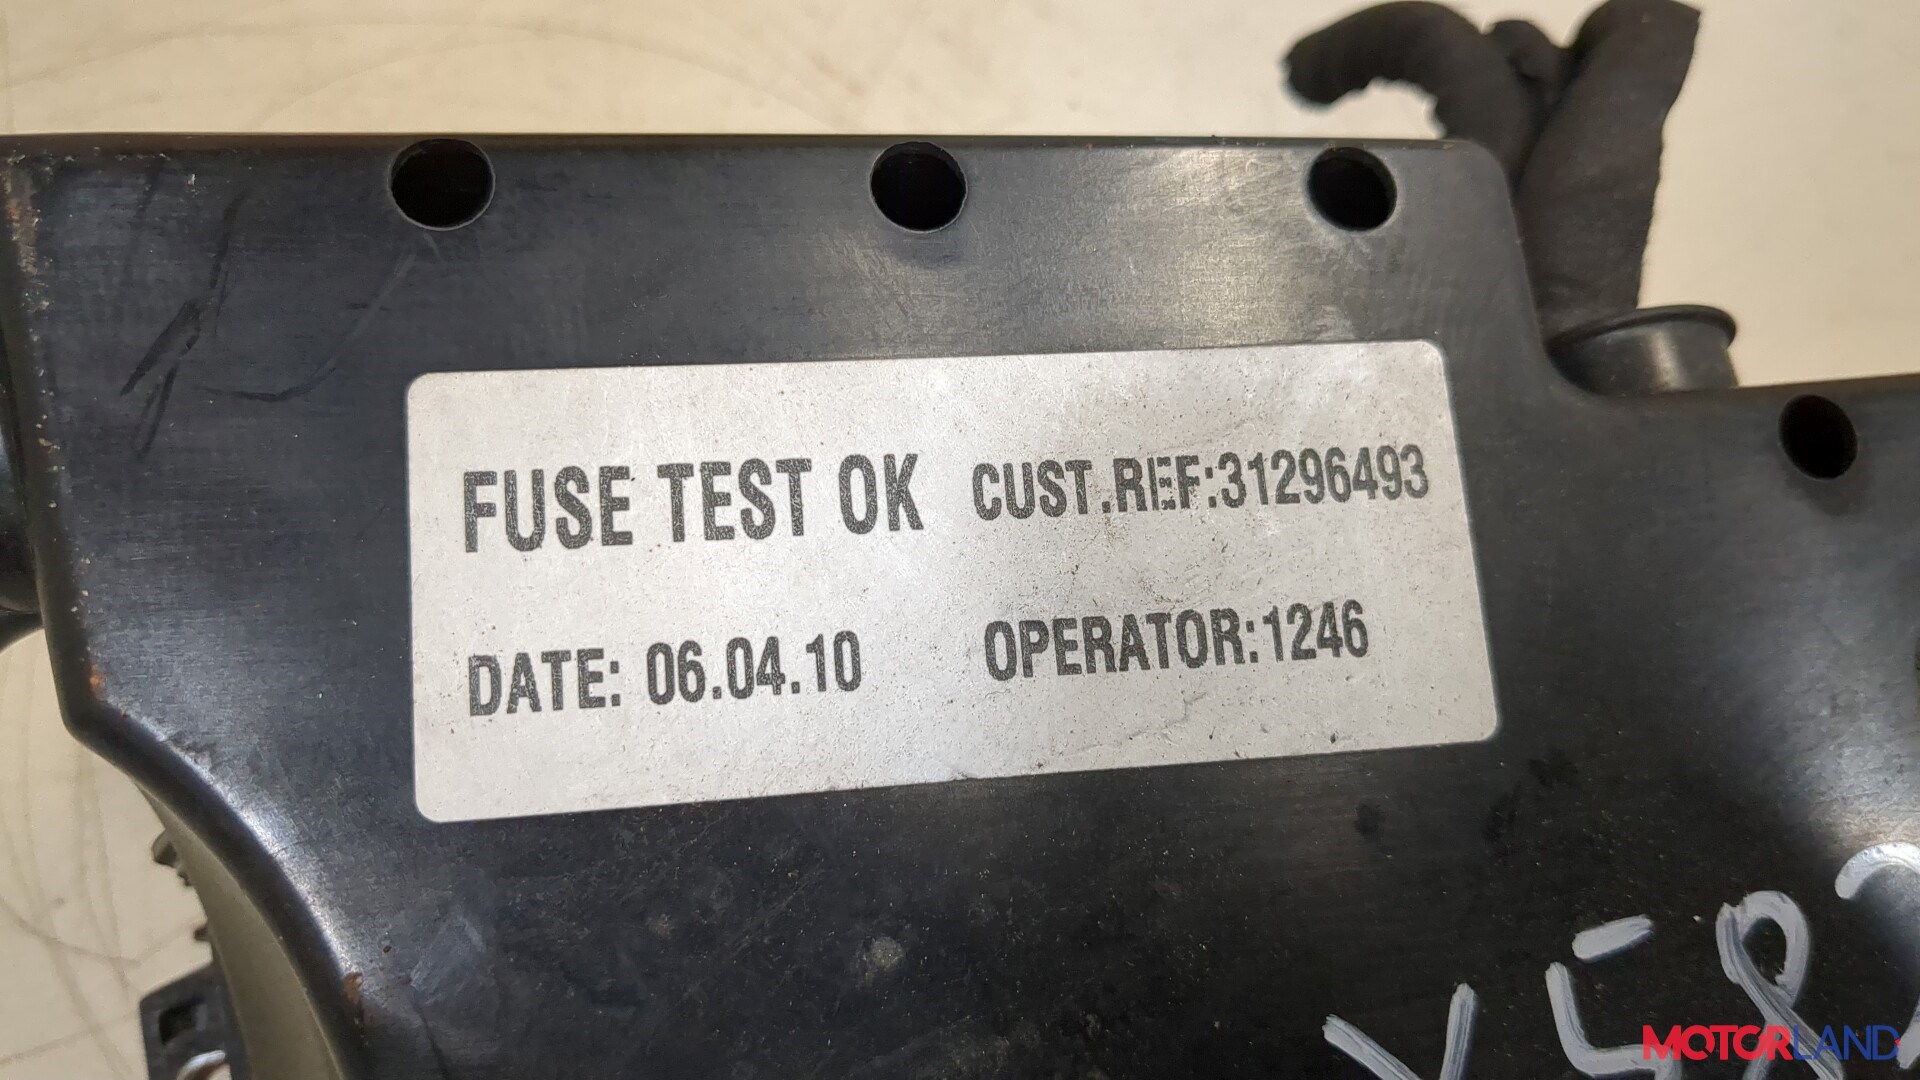 FUSE TEST OK CUST.REF:31296493
DATE: 06.04.10 OPERATOR:1246
MOTORLAND